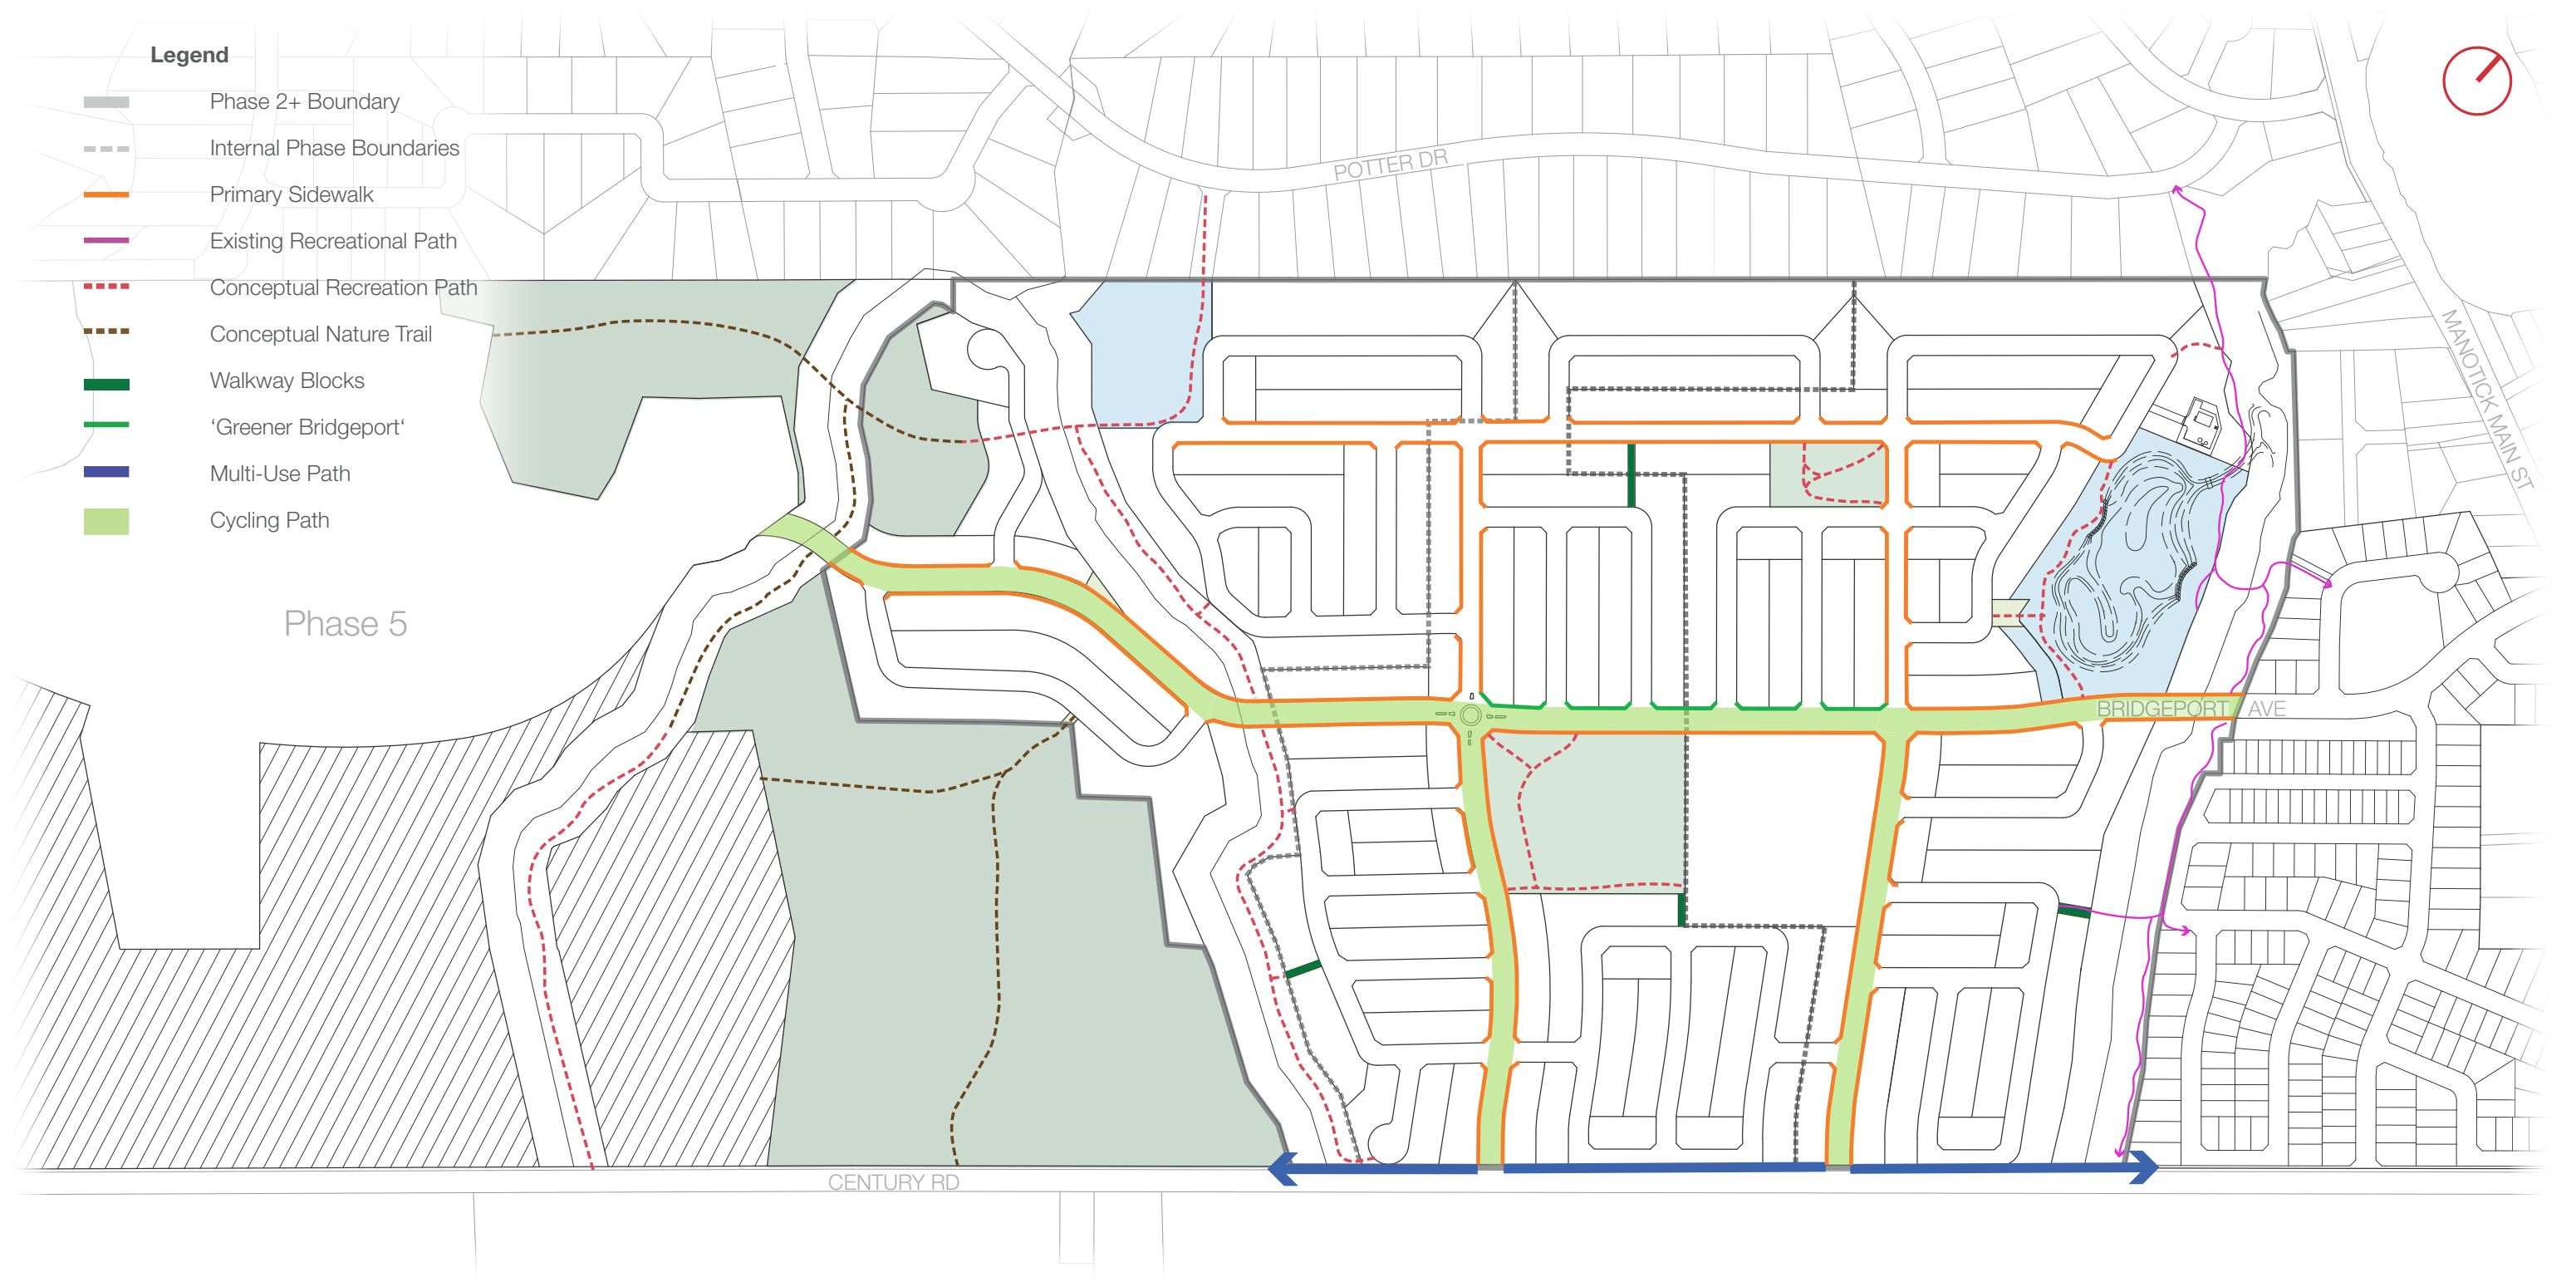 Legend
Phase 2+ Boundary
Internal Phase Boundaries
Primary Sidewalk
Existing Recreational Path
Conceptual Recreation Path
Conceptual Nature Trail
Walkway Blocks
‘Greener Bridgeport‘
Multi-Use Path
Cycling Path
POTTER DR
MANOTICK MAIN ST
Phase 5
BRIDGEPORT AVE
CENTURY RD